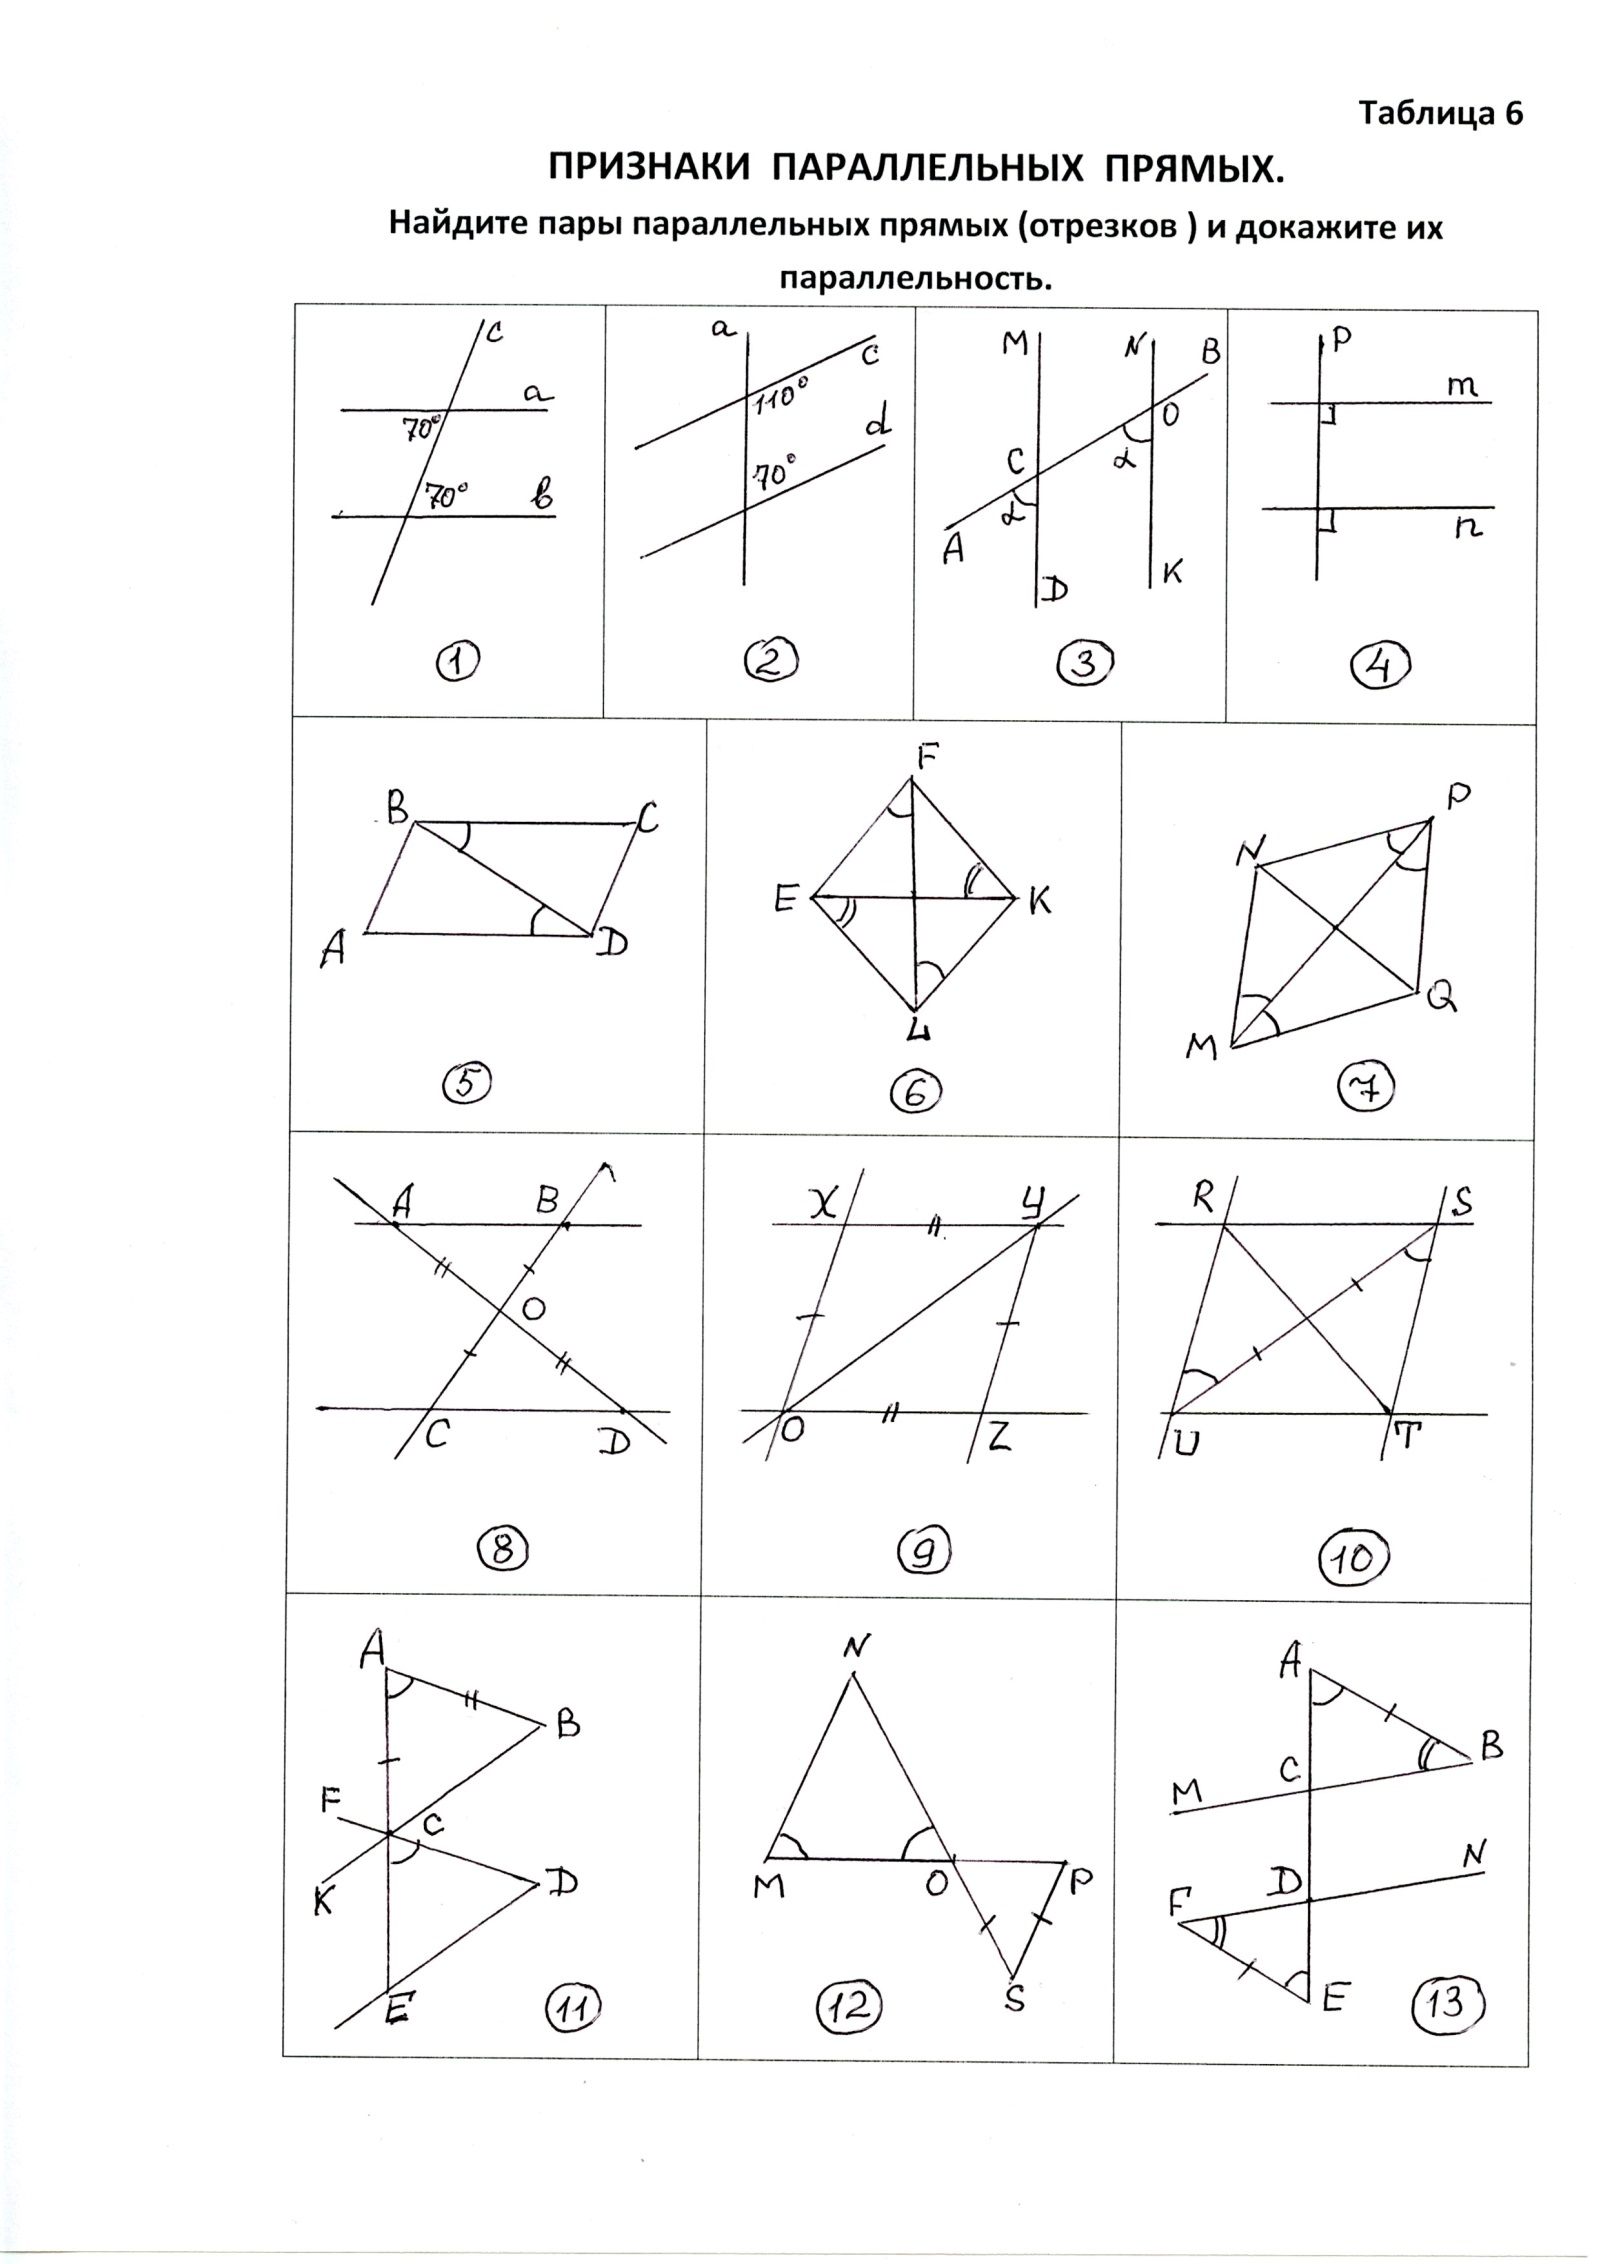 Таблица 6
ПРИЗНАКИ ПАРАЛЛЕЛЬНЫХ ПРЯМЫХ.
Найдите пары параллельных прямых (отрезков ) и докажите их
параллельность.
c
a
70°
70°
b
1
a
c
110°
d
70°
2
M
N
B
O
α
C
α
A
K
D
3
P
m
n
4
B
C
A
D
5
F
E
K
L
6
P
N
Q
M
7
A
B
O
C
D
8
X
У
O
Z
9
R
S
U
T
10
A
B
F
C
D
K
E
11
N
M
O
P
S
12
A
B
C
M
N
D
F
E
13